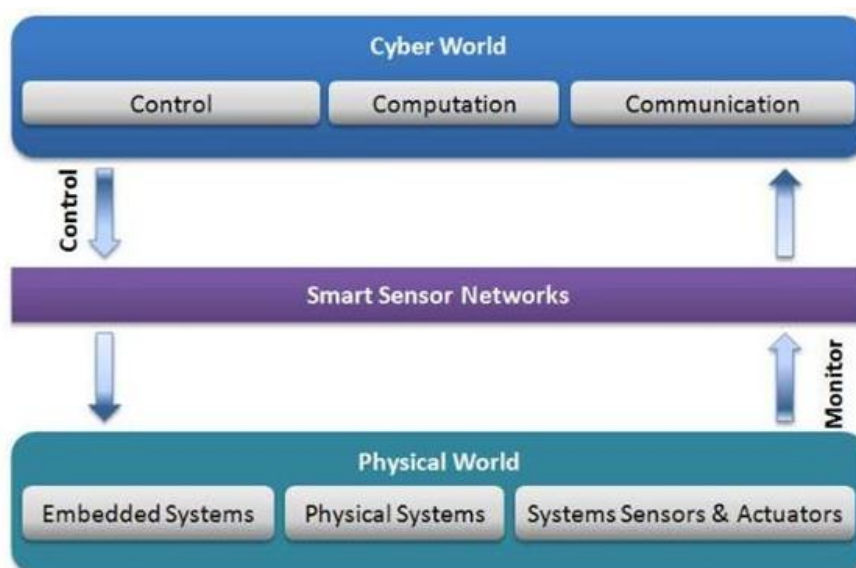 Cyber World
Control
Computation
Communication
Control
Smart Sensor Networks
Monitor
Physical World
Embedded Systems
Physical Systems
Systems Sensors & Actuators